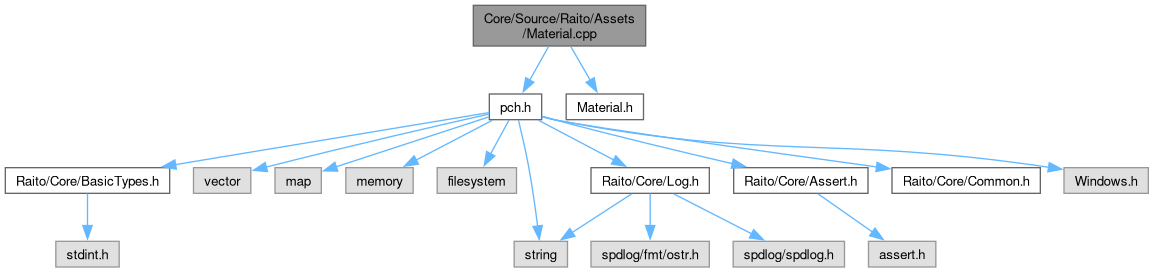 Core/Source/Raito/Assets
/Material.cpp
pch.h
Material.h
Raito/Core/BasicTypes.h
vector
map
memory
filesystem
Raito/Core/Log.h
Raito/Core/Assert.h
Raito/Core/Common.h
Windows.h
stdint.h
string
spdlog/fmt/ostr.h
spdlog/spdlog.h
assert.h